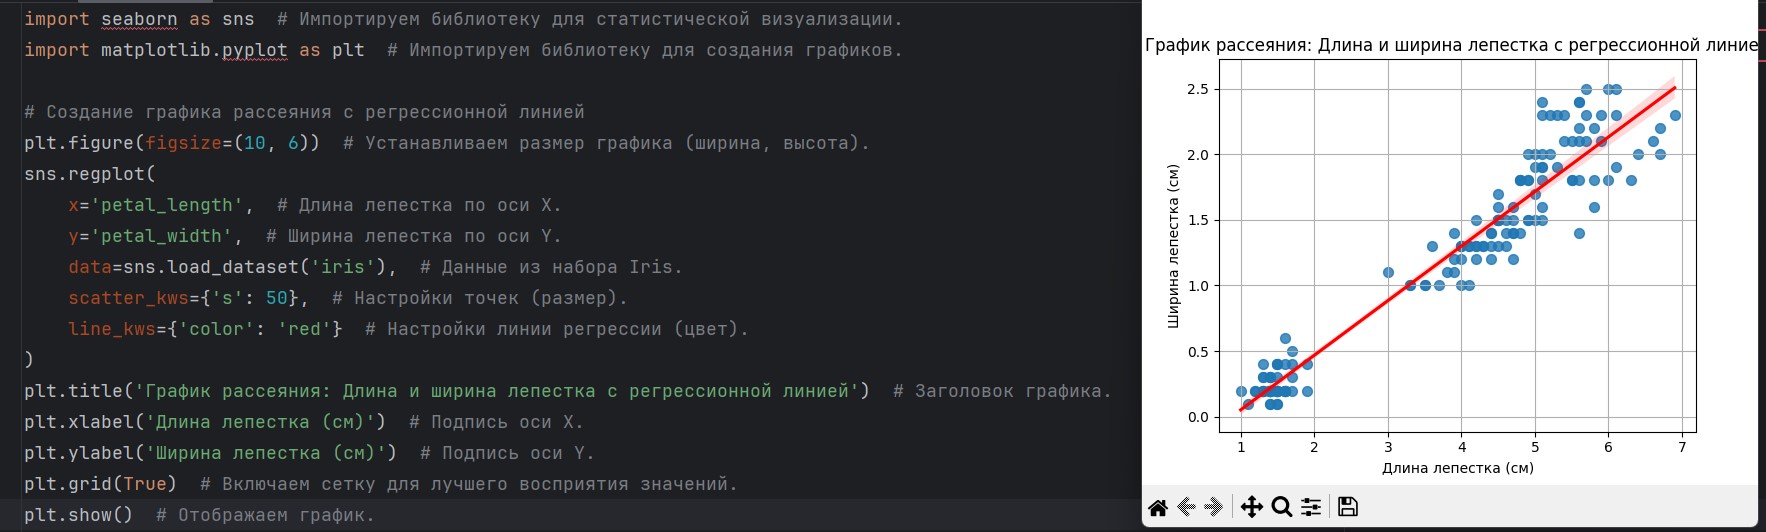 import seaborn as sns  # Импортируем библиотеку для статистической визуализации.
import matplotlib.pyplot as plt  # Импортируем библиотеку для создания графиков.
# Создание графика рассеяния с регрессионной линией
plt.figure(figsize=(10, 6))  # Устанавливаем размер графика (ширина, высота).
sns.regplot(
    x='petal_length',  # Длина лепестка по оси X.
    y='petal_width',  # Ширина лепестка по оси Y.
    data=sns.load_dataset('iris'),  # Данные из набора Iris.
    scatter_kws={'s': 50},  # Настройки точек (размер).
    line_kws={'color': 'red'}  # Настройки линии регрессии (цвет).
)
plt.title('График рассеяния: Длина и ширина лепестка с регрессионной линией')  # Заголовок графика.
plt.xlabel('Длина лепестка (см)')  # Подпись оси X.
plt.ylabel('Ширина лепестка (см)')  # Подпись оси Y.
plt.grid(True)  # Включаем сетку для лучшего восприятия значений.
plt.show()  # Отображаем график.
График рассеяния: Длина и ширина лепестка с регрессионной линие
Ширина лепестка (см)
2.5
2.0
1.5
1.0
0.5
0.0
1 2 3 4 5 6 7
Длина лепестка (см)